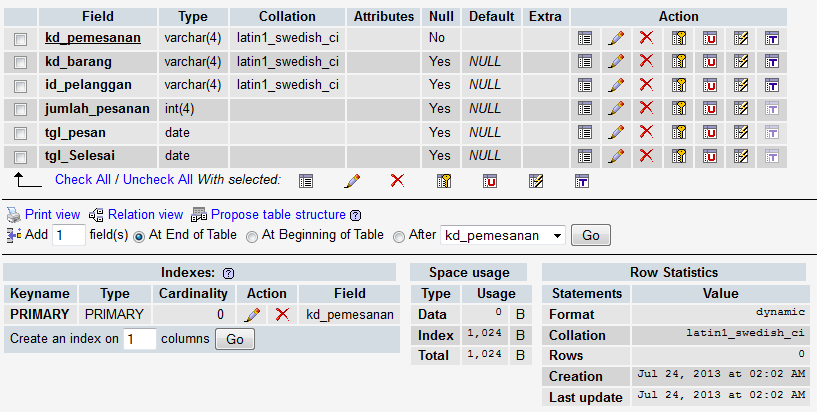 Field Type Collation Attributes Null Default Extra Action
kd_pemesanan varchar(4) latin1_swedish_ci No
kd_barang varchar(4) latin1_swedish_ci Yes NULL
id_pelanggan varchar(4) latin1_swedish_ci Yes NULL
jumlah_pesanan int(4) Yes NULL
tgl_pesan date Yes NULL
tgl_Selesai date Yes NULL
Check All / Uncheck All With selected:
Print view Relation view Propose table structure
Add 1 field(s) At End of Table At Beginning of Table After kd_pemesanan Go
Indexes:
Keyname Type Cardinality Action Field
PRIMARY PRIMARY 0 kd_pemesanan
Create an index on 1 columns Go
Space usage
Type Usage
Data 0 B
Index 1,024 B
Total 1,024 B
Row Statistics
Statements Value
Format dynamic
Collation latin1_swedish_ci
Rows 0
Creation Jul 24, 2013 at 02:02 AM
Last update Jul 24, 2013 at 02:02 AM